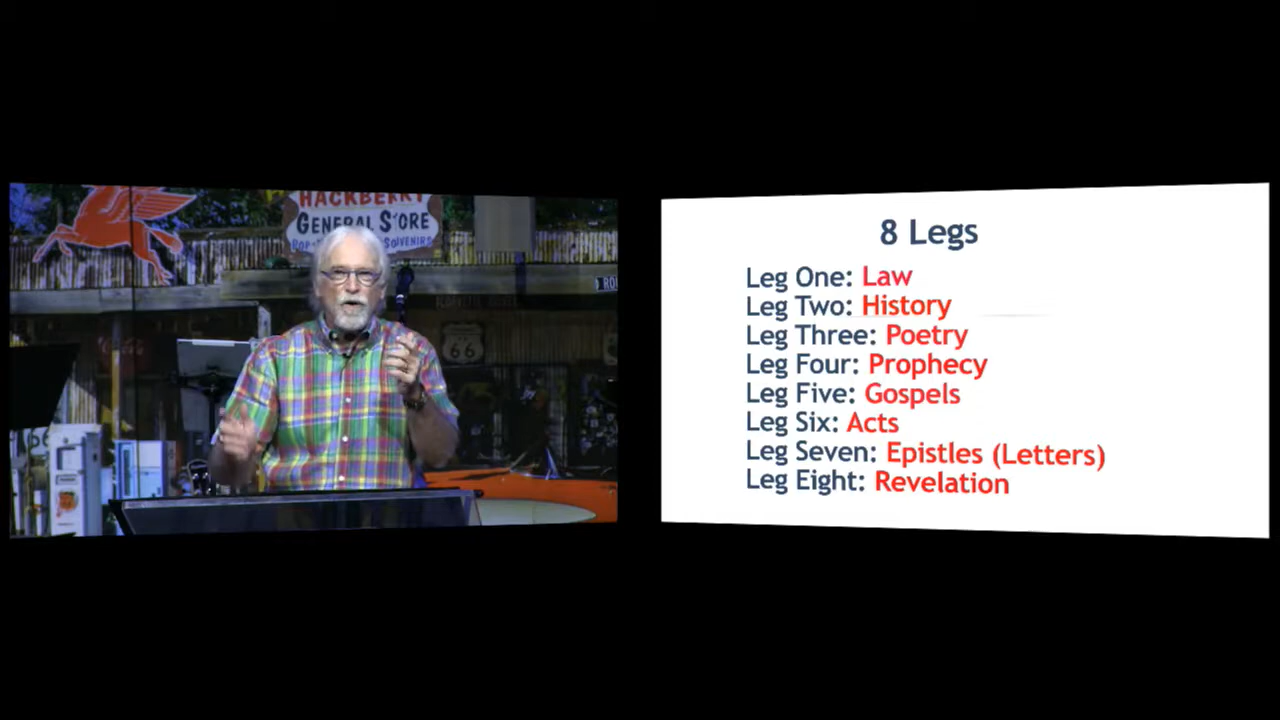 HACKBERRY
GENERAL STORE
SOUVENIRS
66
8 Legs
Leg One: Law
Leg Two: History
Leg Three: Poetry
Leg Four: Prophecy
Leg Five: Gospels
Leg Six: Acts
Leg Seven: Epistles (Letters)
Leg Eight: Revelation